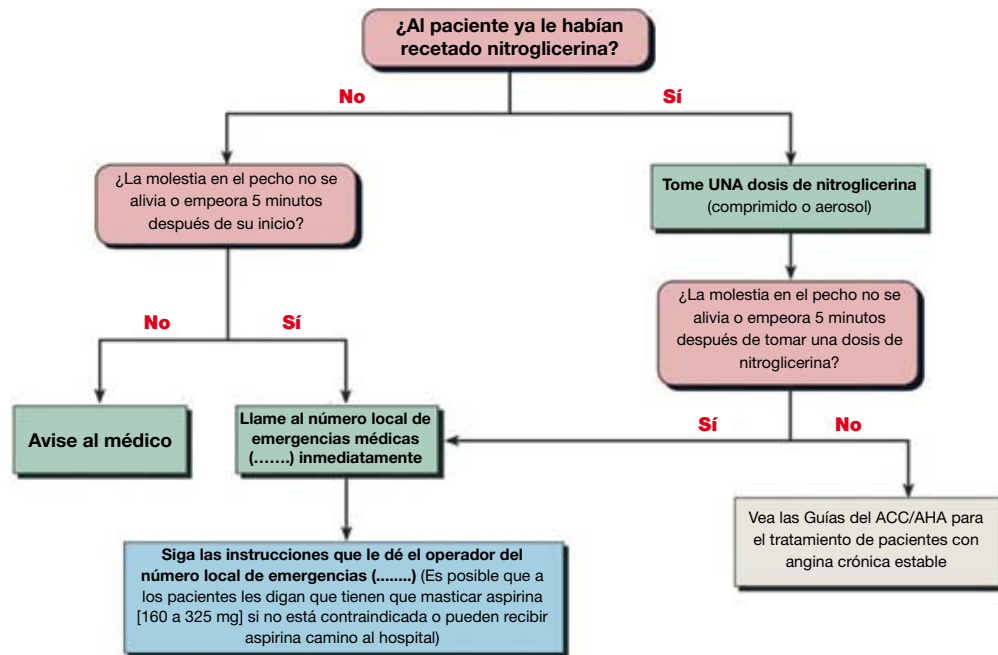 ¿Al paciente ya le habían
recetado nitroglicerina?
No
Sí
¿La molestia en el pecho no se
alivia o empeora 5 minutos
después de su inicio?
Tome UNA dosis de nitroglicerina
(comprimido o aerosol)
¿La molestia en el pecho no se
alivia o empeora 5 minutos
después de tomar una dosis de
nitroglicerina?
No
Sí
Avise al médico
Llame al número local de
emergencias médicas
(.......) inmediatamente
Sí
No
Vea las Guías del ACC/AHA para
el tratamiento de pacientes con
angina crónica estable
Siga las instrucciones que le dé el operador del
número local de emergencias (........) (Es posible que a
los pacientes les digan que tienen que masticar aspirina
[160 a 325 mg] si no está contraindicada o pueden recibir
aspirina camino al hospital)